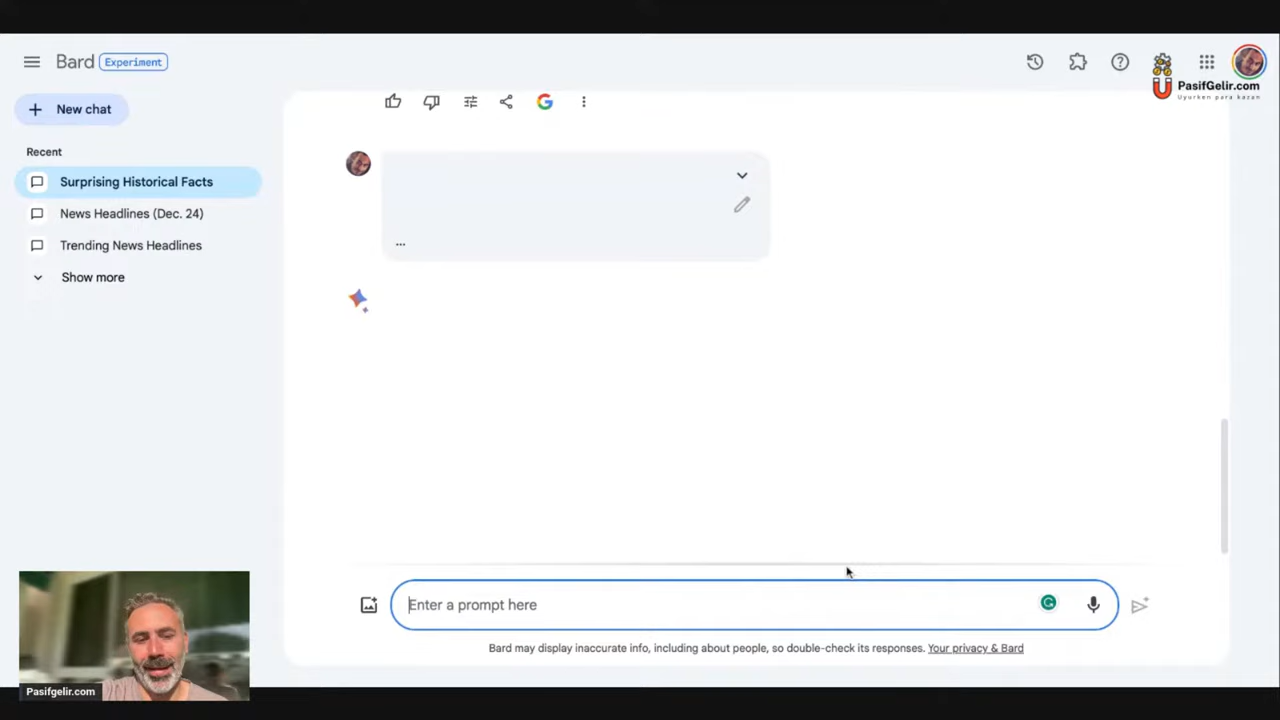 Bard Experiment
PasifGelir.com
Uyurken para kazan
+ New chat
Recent
Surprising Historical Facts
News Headlines (Dec. 24)
Trending News Headlines
Show more
...
Enter a prompt here
Bard may display inaccurate info, including about people, so double-check its responses. Your privacy & Bard
Pasifgelir.com